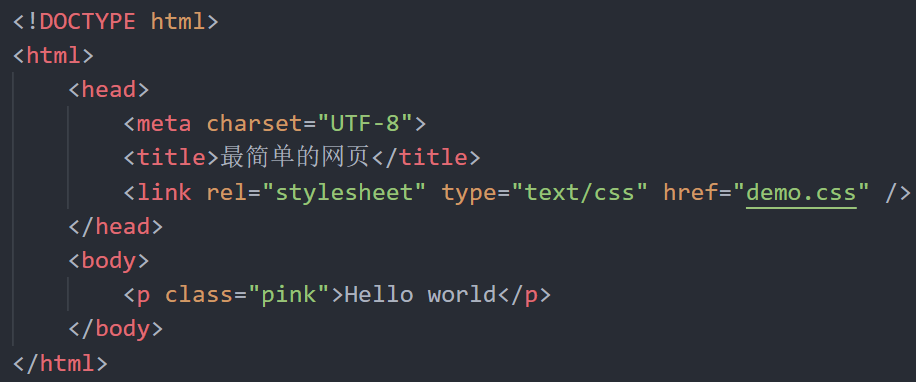 <!DOCTYPE html>
<html>
    <head>
        <meta charset="UTF-8">
        <title>最简单的网页</title>
        <link rel="stylesheet" type="text/css" href="demo.css" />
    </head>
    <body>
        <p class="pink">Hello world</p>
    </body>
</html>